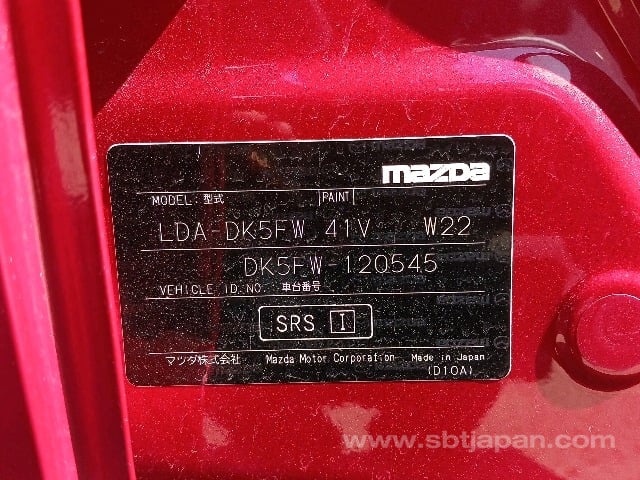 mazda
MODEL: 型式 PAINT
LDA-DK5FW 41V W22
DK5FW-120545
VEHICLE ID.NO. 車台番号
SRS I
マツダ株式会社 Mazda Motor Corporation Made in Japan
(D10A)
www.sbtjapan.com